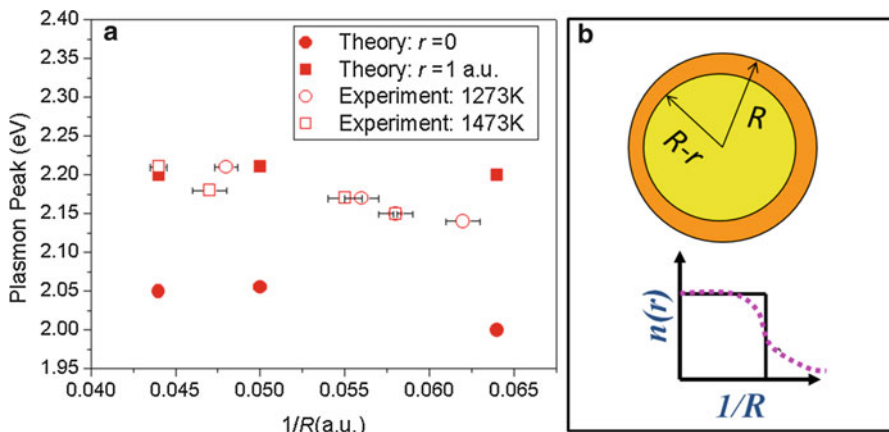 a
Theory: r=0
Theory: r=1 a.u.
Experiment: 1273K
Experiment: 1473K
Plasmon Peak (eV)
2.40
2.35
2.30
2.25
2.20
2.15
2.10
2.05
2.00
1.95
0.040 0.045 0.050 0.055 0.060 0.065
1/R(a.u.)
b
R
R-r
n(r)
1/R